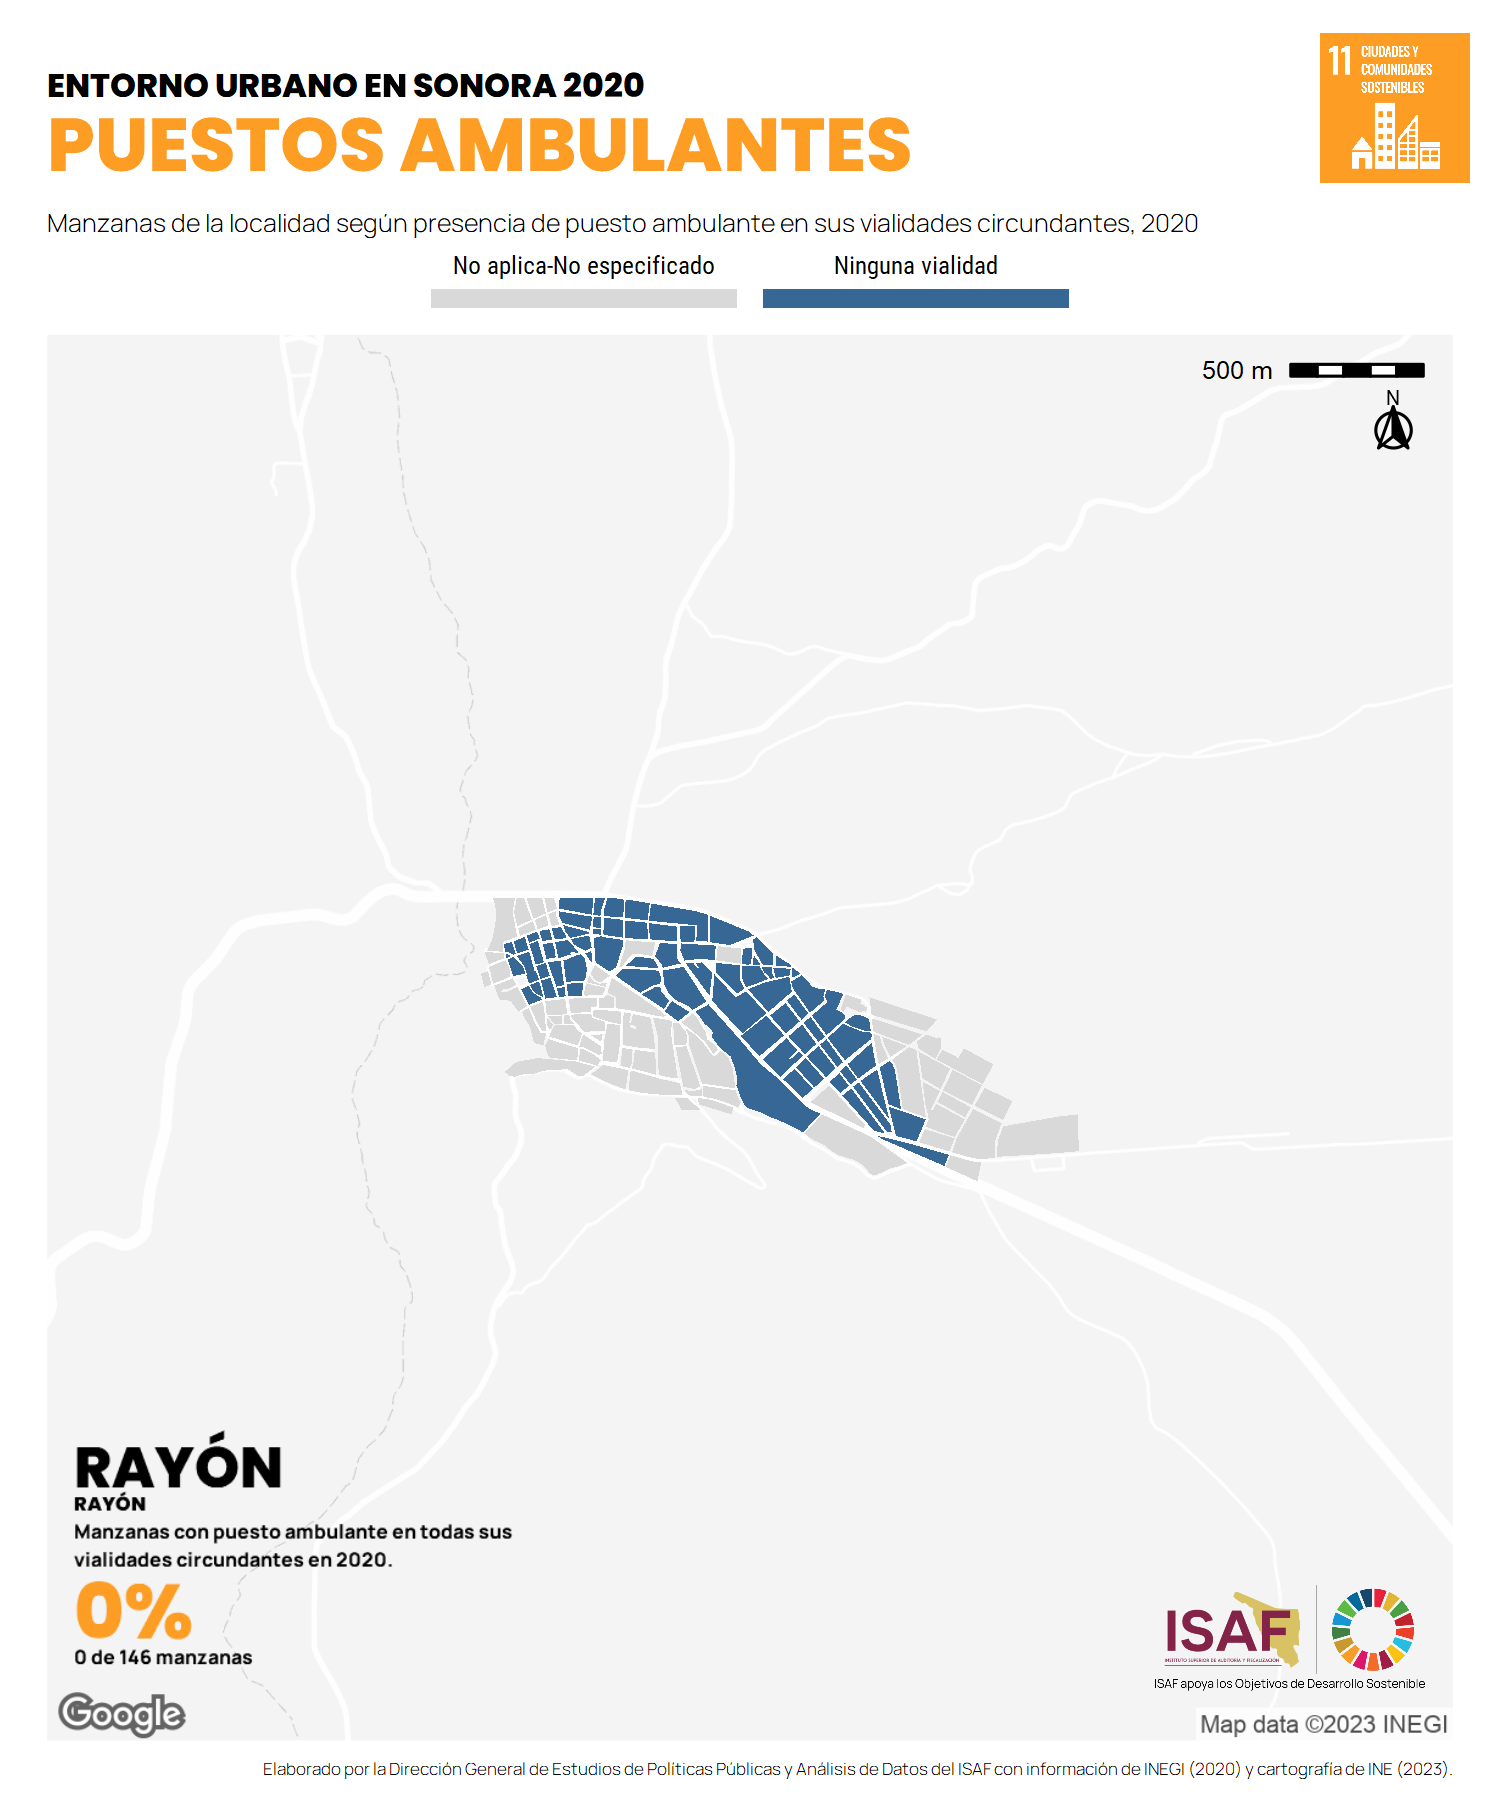 ENTORNO URBANO EN SONORA 2020
PUESTOS AMBULANTES
11 CIUDADES Y
COMUNIDADES
SOSTENIBLES
Manzanas de la localidad según presencia de puesto ambulante en sus vialidades circundantes, 2020
No aplica-No especificado
Ninguna vialidad
500 m
N
RAYÓN
RAYÓN
Manzanas con puesto ambulante en todas sus
vialidades circundantes en 2020.
0%
0 de 146 manzanas
Google
ISAF
INSTITUTO SUPERIOR DE AUDITORÍA Y FISCALIZACIÓN
ISAF apoya los Objetivos de Desarrollo Sostenible
Map data ©2023 INEGI
Elaborado por la Dirección General de Estudios de Políticas Públicas y Análisis de Datos del ISAF con información de INEGI (2020) y cartografía de INE (2023).